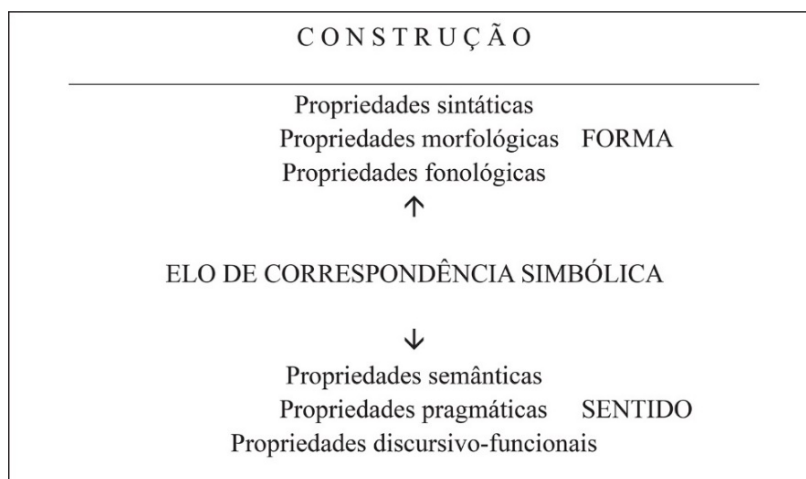 CONSTRUÇÃO
Propriedades sintáticas
Propriedades morfológicas FORMA
Propriedades fonológicas
↑
ELO DE CORRESPONDÊNCIA SIMBÓLICA
↓
Propriedades semânticas
Propriedades pragmáticas SENTIDO
Propriedades discursivo-funcionais